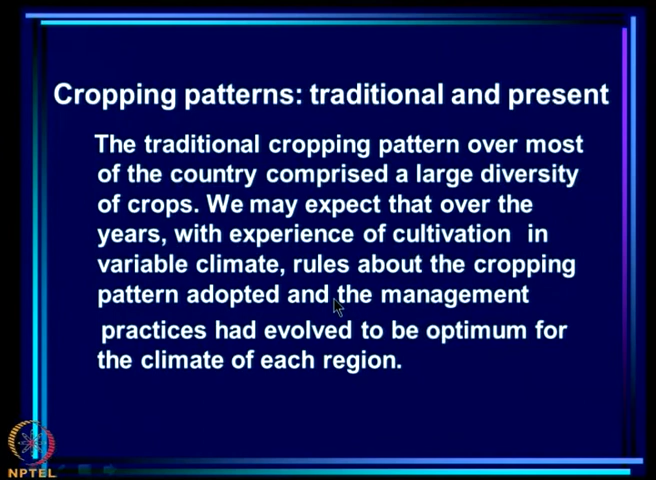 Cropping patterns: traditional and present
The traditional cropping pattern over most
of the country comprised a large diversity
of crops. We may expect that over the
years, with experience of cultivation in
variable climate, rules about the cropping
pattern adopted and the management
practices had evolved to be optimum for
the climate of each region.
NPTEL